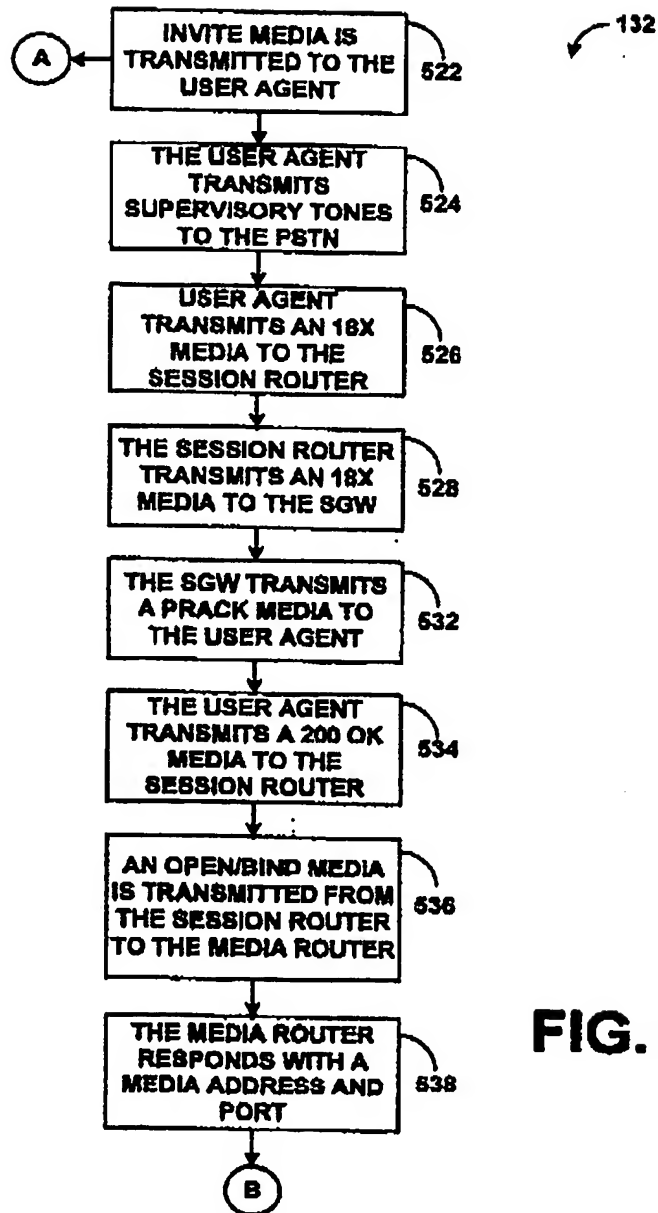 132
A
INVITE MEDIA IS
TRANSMITTED TO THE
USER AGENT
522
THE USER AGENT
TRANSMITS
SUPERVISORY TONES
TO THE PSTN
524
USER AGENT
TRANSMITS AN 18X
MEDIA TO THE
SESSION ROUTER
526
THE SESSION ROUTER
TRANSMITS AN 18X
MEDIA TO THE SGW
528
THE SGW TRANSMITS
A PRACK MEDIA TO
THE USER AGENT
532
THE USER AGENT
TRANSMITS A 200 OK
MEDIA TO THE
SESSION ROUTER
534
AN OPEN/BIND MEDIA
IS TRANSMITTED FROM
THE SESSION ROUTER
TO THE MEDIA ROUTER
536
THE MEDIA ROUTER
RESPONDS WITH A
MEDIA ADDRESS AND
PORT
538
FIG.
B